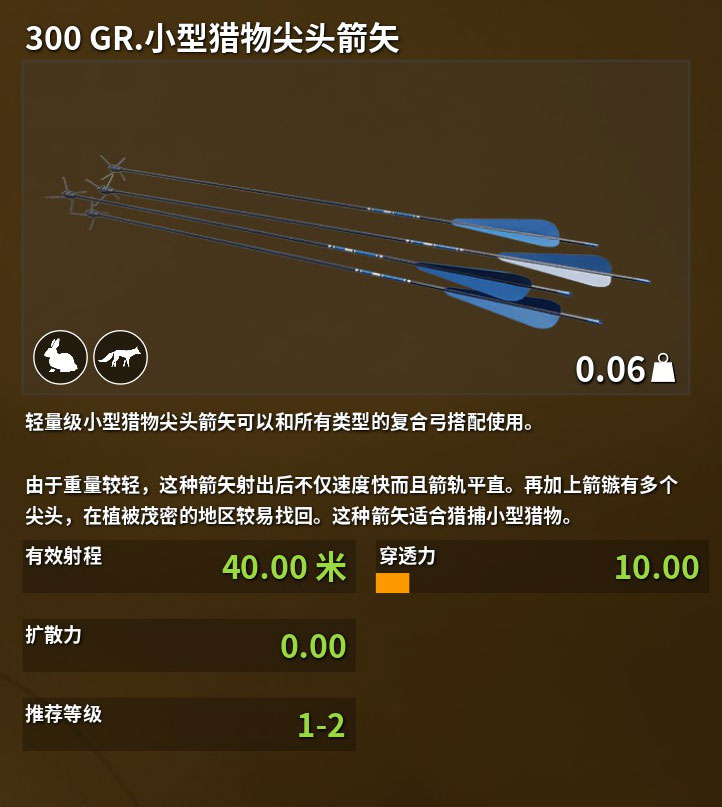 300 GR.小型猎物尖头箭矢
0.06
轻量级小型猎物尖头箭矢可以和所有类型的复合弓搭配使用。
由于重量较轻，这种箭矢射出后不仅速度快而且箭轨平直。再加上箭镞有多个
尖头，在植被茂密的地区较易找回。这种箭矢适合猎捕小型猎物。
有效射程
40.00 米
穿透力
10.00
扩散力
0.00
推荐等级
1-2